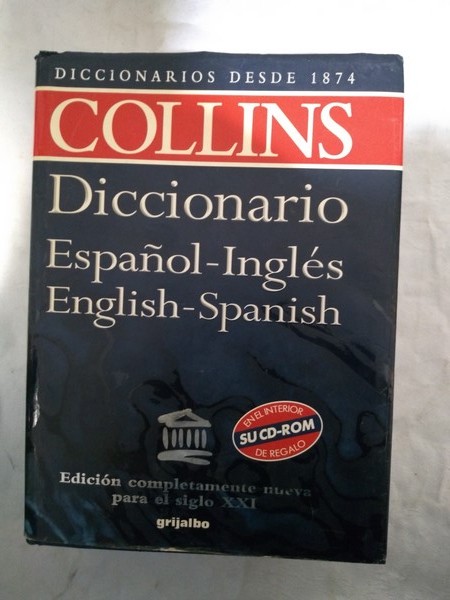 DICCIONARIOS DESDE 1874
COLLINS
Diccionario
Español-Inglés
English-Spanish
EN EL INTERIOR
SU CD-ROM
DE REGALO
Edición completamente nueva
para el siglo XXI
grijalbo